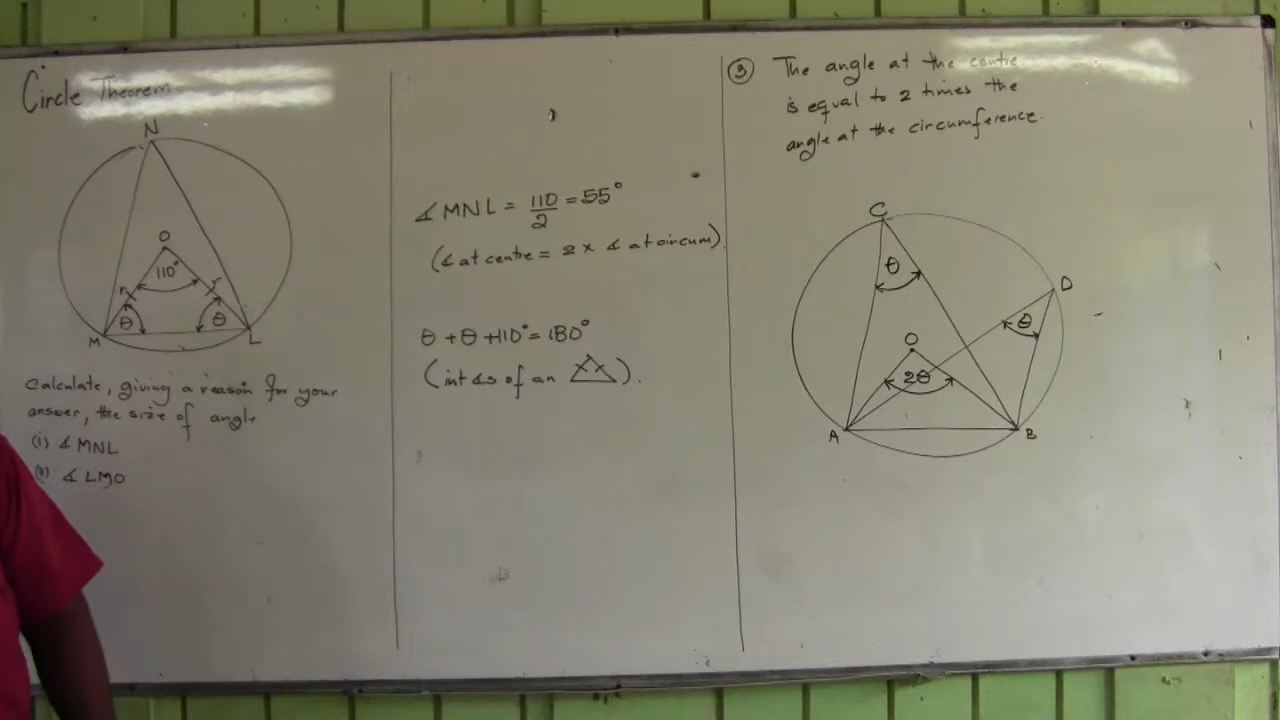 Circle Theorem
N
O
110°
r
r
θ
θ
M
L
Calculate, giving a reason for your
answer, the size of angle
(i) ∡ MNL
(ii) ∡ LMO
∡ MNL = 110/2 = 55°
(∡ at centre = 2 × ∡ at circum)
θ + θ + 110° = 180°
(int ∡s of an △).
③ The angle at the centre
is equal to 2 times the
angle at the circumference.
C
θ
D
θ
O
2θ
A
B